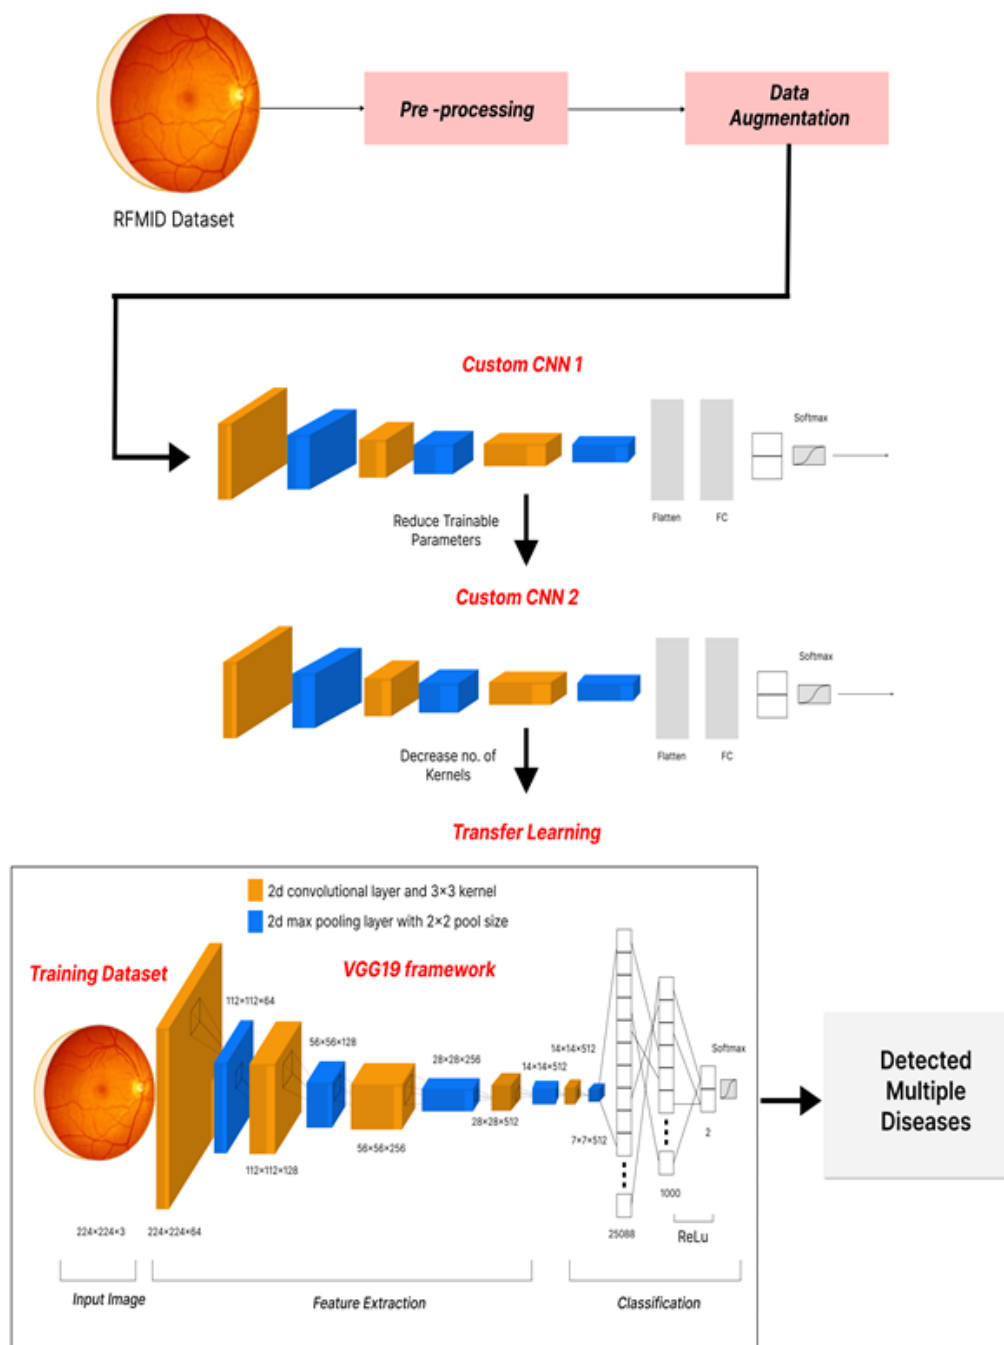 RFMID Dataset
Pre -processing
Data
Augmentation
Custom CNN 1
Softmax
Flatten
FC
Reduce Trainable
Parameters
Custom CNN 2
Softmax
Flatten
FC
Decrease no. of
Kernels
Transfer Learning
2d convolutional layer and 3×3 kernel
2d max pooling layer with 2×2 pool size
Training Dataset
VGG19 framework
112×112×64
56×56×128
28×28×256
14×14×512
14×14×512
Softmax
28×28×512
7×7×512
56×56×256
112×112×128
2
1000
224×224×3
224×224×64
25088
ReLu
Input Image
Feature Extraction
Classification
Detected
Multiple
Diseases